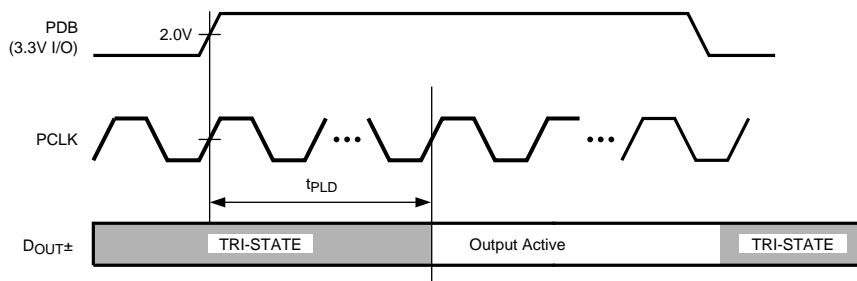 PDB
(3.3V I/O)
2.0V
PCLK
tPLD
DOUT±
TRI-STATE
Output Active
TRI-STATE